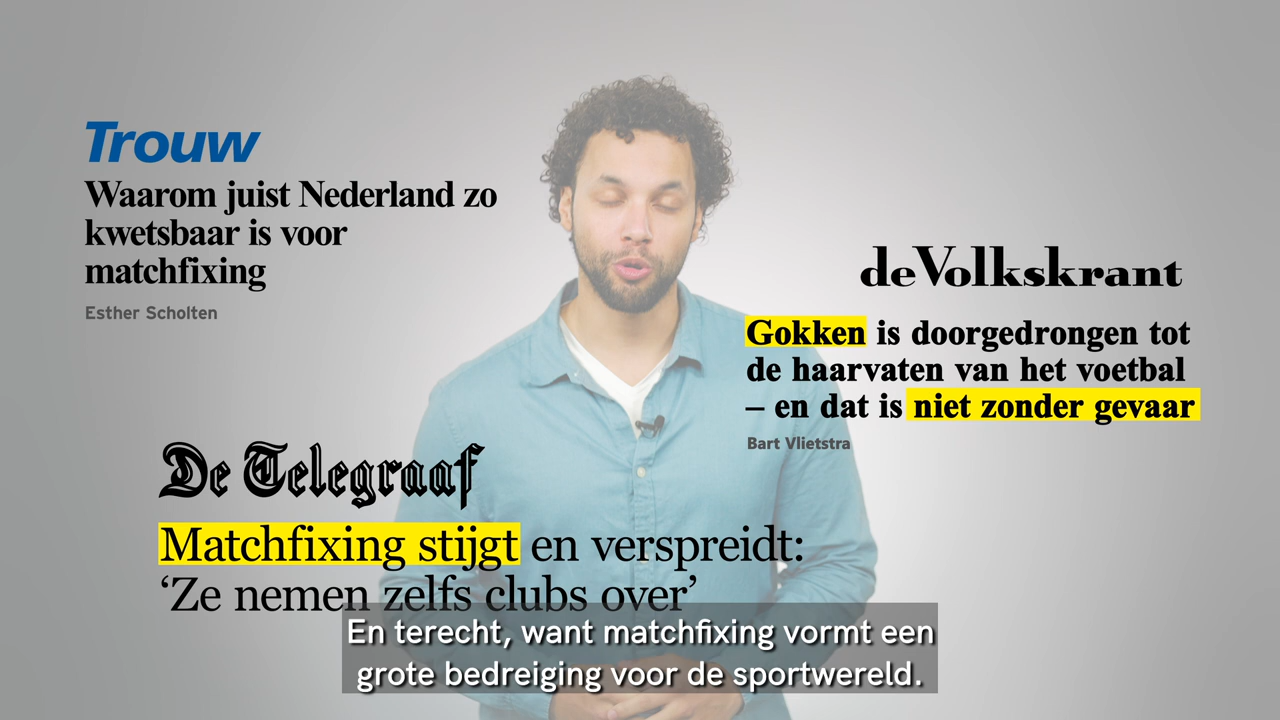 Trouw
Waarom juist Nederland zo
kwetsbaar is voor
matchfixing
Esther Scholten
deVolkskrant
Gokken is doorgedrongen tot
de haarvaten van het voetbal
– en dat is niet zonder gevaar
Bart Vlietstra
De Telegraaf
Matchfixing stijgt en verspreidt:
‘Ze nemen zelfs clubs over’
En terecht, want matchfixing vormt een
grote bedreiging voor de sportwereld.